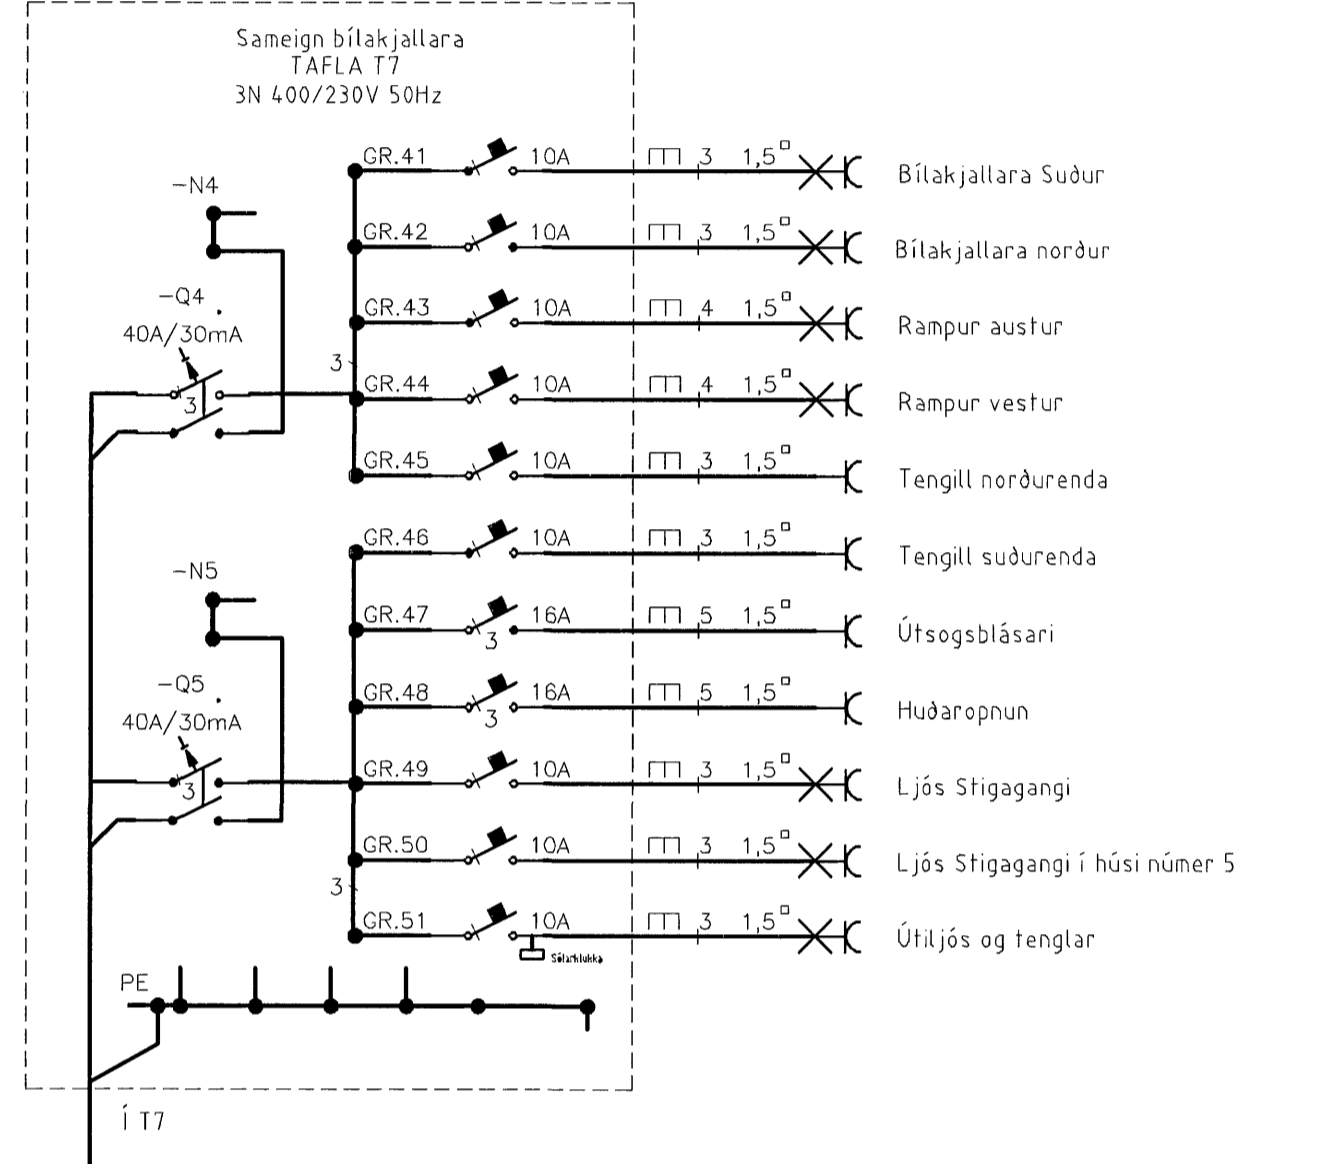 Sameign bílakjallara
TAFLA T7
3N 400/230V 50Hz
GR.41 10A 3 1,5□ Bílakjallara Suður
-N4
GR.42 10A 3 1,5□ Bílakjallara norður
-Q4
40A/30mA
GR.43 10A 4 1,5□ Rampur austur
3
3
GR.44 10A 4 1,5□ Rampur vestur
GR.45 10A 3 1,5□ Tengill norðurenda
GR.46 10A 3 1,5□ Tengill suðurenda
-N5
GR.47 3 16A 5 1,5□ Útsogsblásari
-Q5
40A/30mA
GR.48 3 16A 5 1,5□ Huðaropnun
3
GR.49 10A 3 1,5□ Ljós Stigagangi
GR.50 10A 3 1,5□ Ljós Stigagangi í húsi númer 5
3
GR.51 10A 3 1,5□ Útiljós og tenglar
Sólarklukka
PE
Í T7